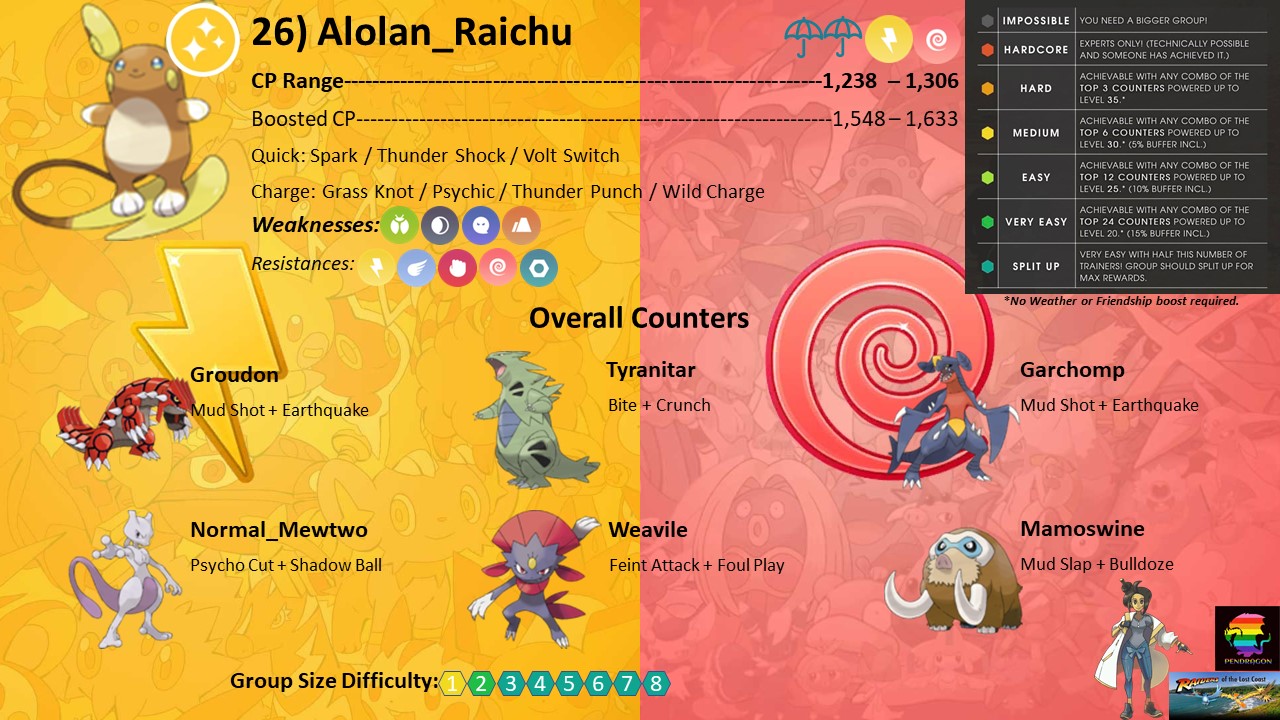 26) Alolan_Raichu
CP Range--------------------------------------------------------------------1,238 – 1,306
Boosted CP--------------------------------------------------------------------1,548 – 1,633
Quick: Spark / Thunder Shock / Volt Switch
Charge: Grass Knot / Psychic / Thunder Punch / Wild Charge
Weaknesses:
Resistances:
IMPOSSIBLE YOU NEED A BIGGER GROUP!
HARDCORE EXPERTS ONLY! (TECHNICALLY POSSIBLE
AND SOMEONE HAS ACHIEVED IT.)
HARD ACHIEVABLE WITH ANY COMBO OF THE
TOP 3 COUNTERS POWERED UP TO
LEVEL 35.*
MEDIUM ACHIEVABLE WITH ANY COMBO OF THE
TOP 6 COUNTERS POWERED UP TO
LEVEL 30.* (5% BUFFER INCL.)
EASY ACHIEVABLE WITH ANY COMBO OF THE
TOP 12 COUNTERS POWERED UP TO
LEVEL 25.* (10% BUFFER INCL.)
VERY EASY ACHIEVABLE WITH ANY COMBO OF THE
TOP 24 COUNTERS POWERED UP TO
LEVEL 20.* (15% BUFFER INCL.)
SPLIT UP VERY EASY WITH HALF THIS NUMBER OF
TRAINERS! GROUP SHOULD SPLIT UP FOR
MAX REWARDS.
*No Weather or Friendship boost required.
Overall Counters
Groudon
Mud Shot + Earthquake
Tyranitar
Bite + Crunch
Garchomp
Mud Shot + Earthquake
Normal_Mewtwo
Psycho Cut + Shadow Ball
Weavile
Feint Attack + Foul Play
Mamoswine
Mud Slap + Bulldoze
Group Size Difficulty: 1 2 3 4 5 6 7 8
PENDRAGON
RAIDERS of the Lost Coast